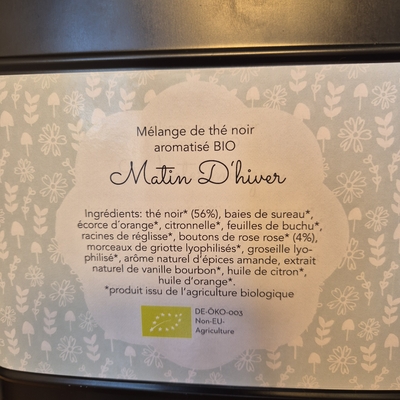 Mélange de thé noir
aromatisé BIO
Matin D'hiver
Ingrédients: thé noir* (56%), baies de sureau*,
écorce d'orange*, citronnelle*, feuilles de buchu*,
racines de réglisse*, boutons de rose rose* (4%),
morceaux de griotte lyophilisés*, groseille lyo-
philisé*, arôme naturel d'épices amande, extrait
naturel de vanille bourbon*, huile de citron*,
huile d'orange*.
*produit issu de l'agriculture biologique
DE-ÖKO-003
Non-EU-
Agriculture